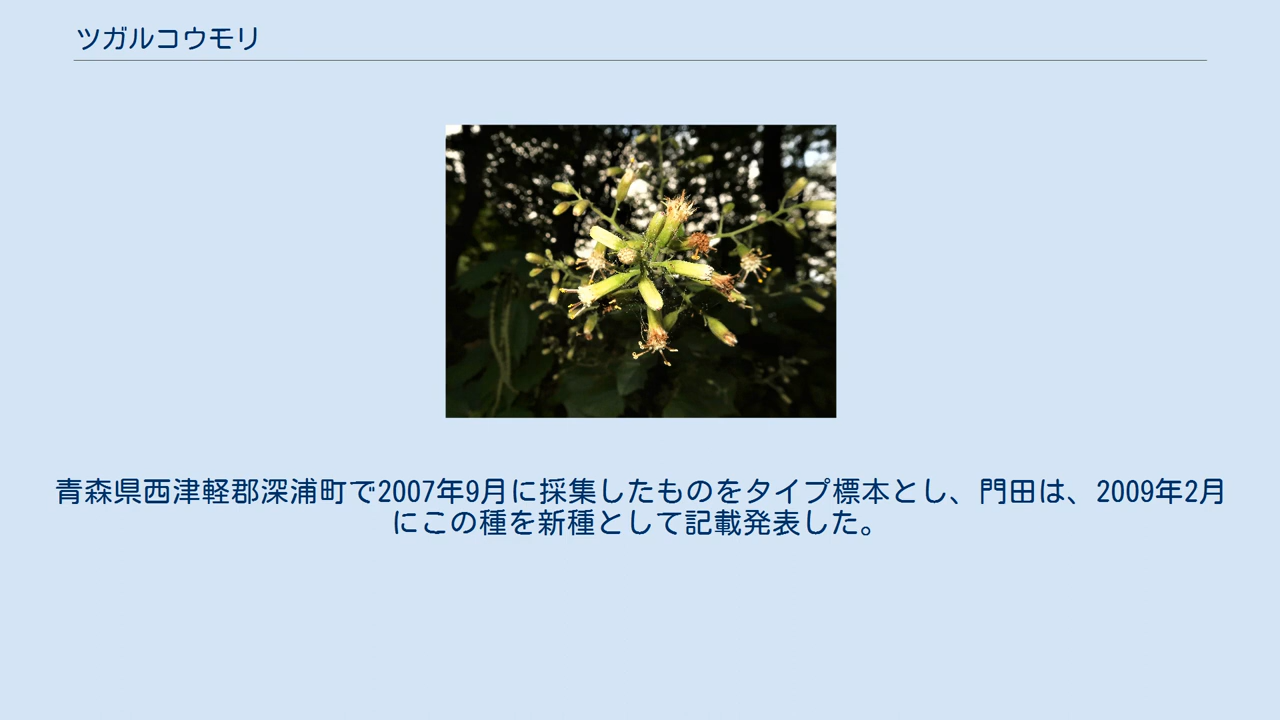 ツガルコウモリ
青森県西津軽郡深浦町で2007年9月に採集したものをタイプ標本とし、門田は、2009年2月
にこの種を新種として記載発表した。